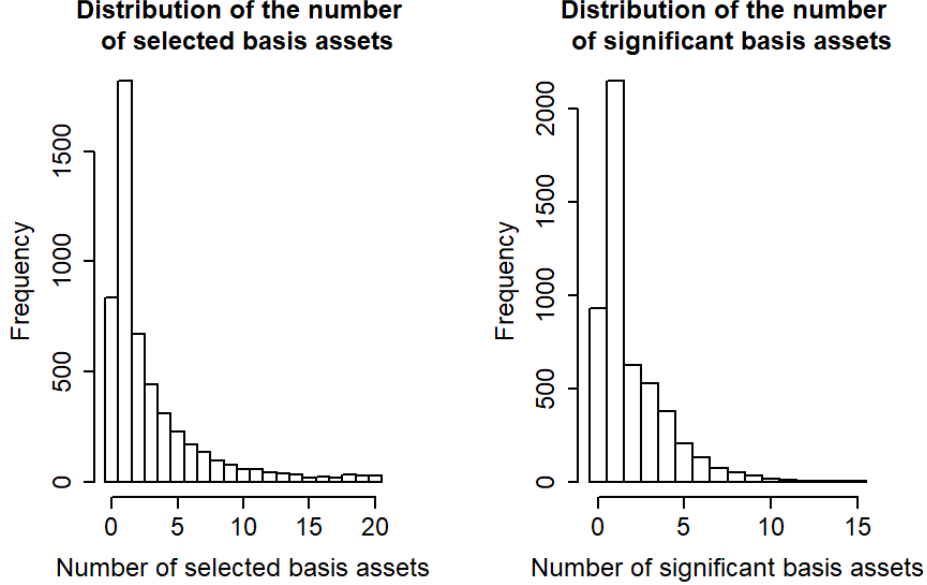 Distribution of the number
of selected basis assets
Frequency
0
500
1000
1500
0
5
10
15
20
Number of selected basis assets
Distribution of the number
of significant basis assets
Frequency
0
500
1000
1500
2000
0
5
10
15
Number of significant basis assets